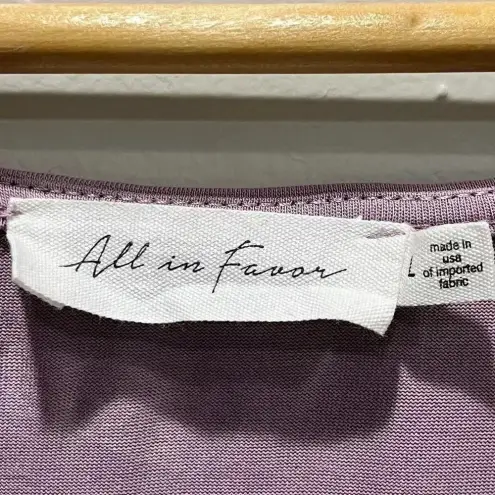 All in Favor
L
made in
usa
of imported
fabric